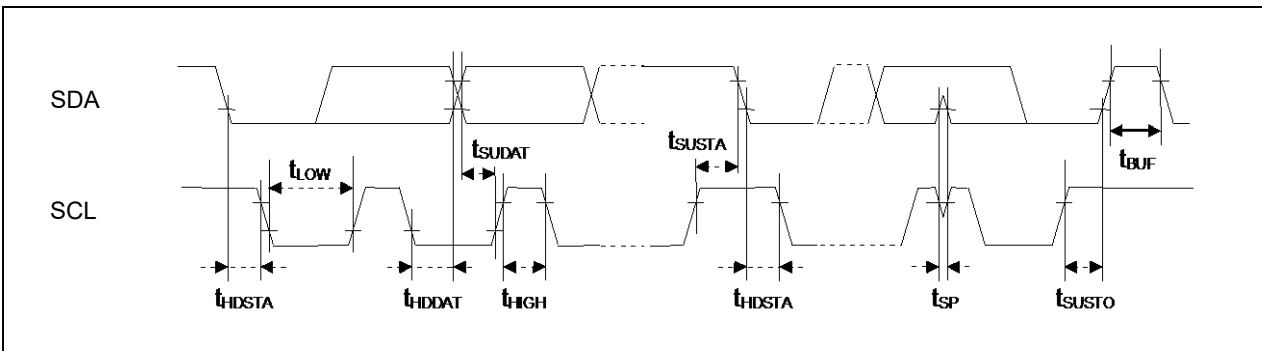 SDA
tSUDAT
tSUSTA
tBUF
tLOW
SCL
tHDSTA
tHDDAT
tHIGH
tHDSTA
tSP
tSUSTO